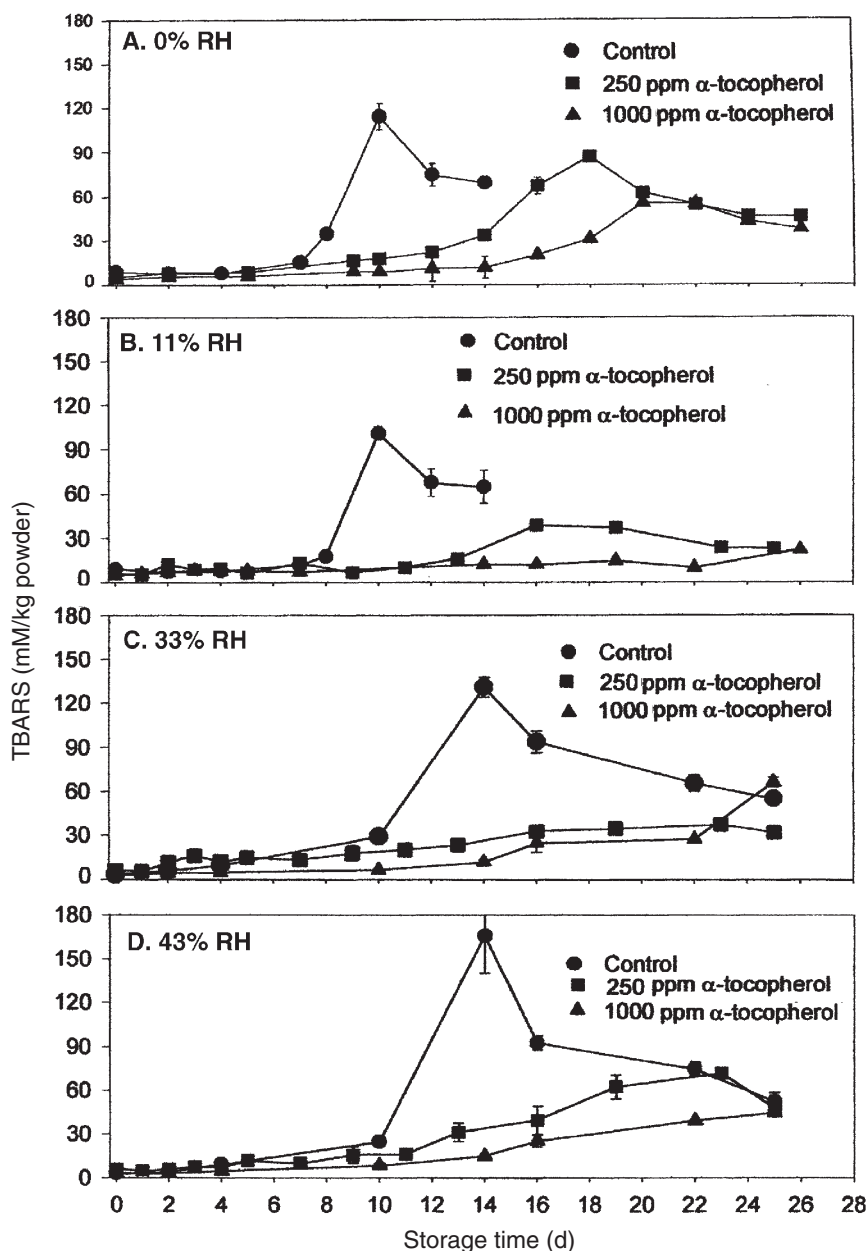 180
A. 0% RH
Control
150
250 ppm α-tocopherol
120
1000 ppm α-tocopherol
90
60
30
0
180
B. 11% RH
Control
150
250 ppm α-tocopherol
120
1000 ppm α-tocopherol
90
60
30
0
TBARS (mM/kg powder)
180
C. 33% RH
Control
150
250 ppm α-tocopherol
120
1000 ppm α-tocopherol
90
60
30
0
180
D. 43% RH
Control
150
250 ppm α-tocopherol
1000 ppm α-tocopherol
120
90
60
30
0
0 2 4 6 8 10 12 14 16 18 20 22 24 26 28
Storage time (d)